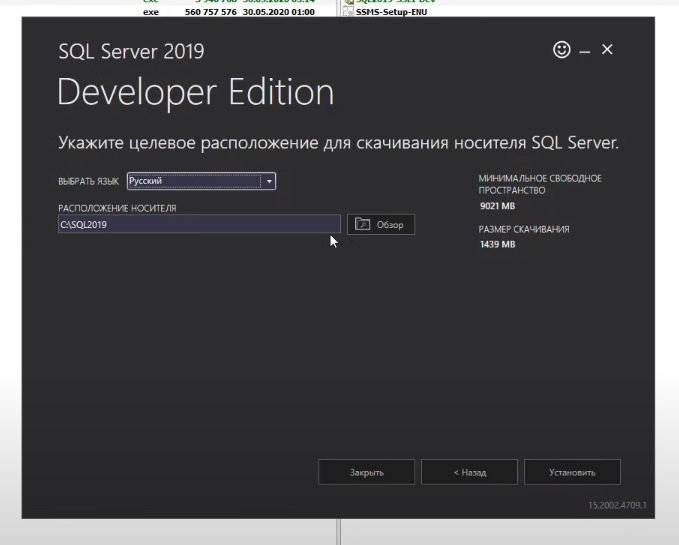 exe 560 757 576 30.05.2020 01:00 SSMS-Setup-ENU
SQL Server 2019
Developer Edition
Укажите целевое расположение для скачивания носителя SQL Server.
ВЫБРАТЬ ЯЗЫК Русский
РАСПОЛОЖЕНИЕ НОСИТЕЛЯ
C:\SQL2019
Обзор
МИНИМАЛЬНОЕ СВОБОДНОЕ
ПРОСТРАНСТВО
9021 MB
РАЗМЕР СКАЧИВАНИЯ
1439 MB
Закрыть
< Назад
Установить
15.2002.4709.1